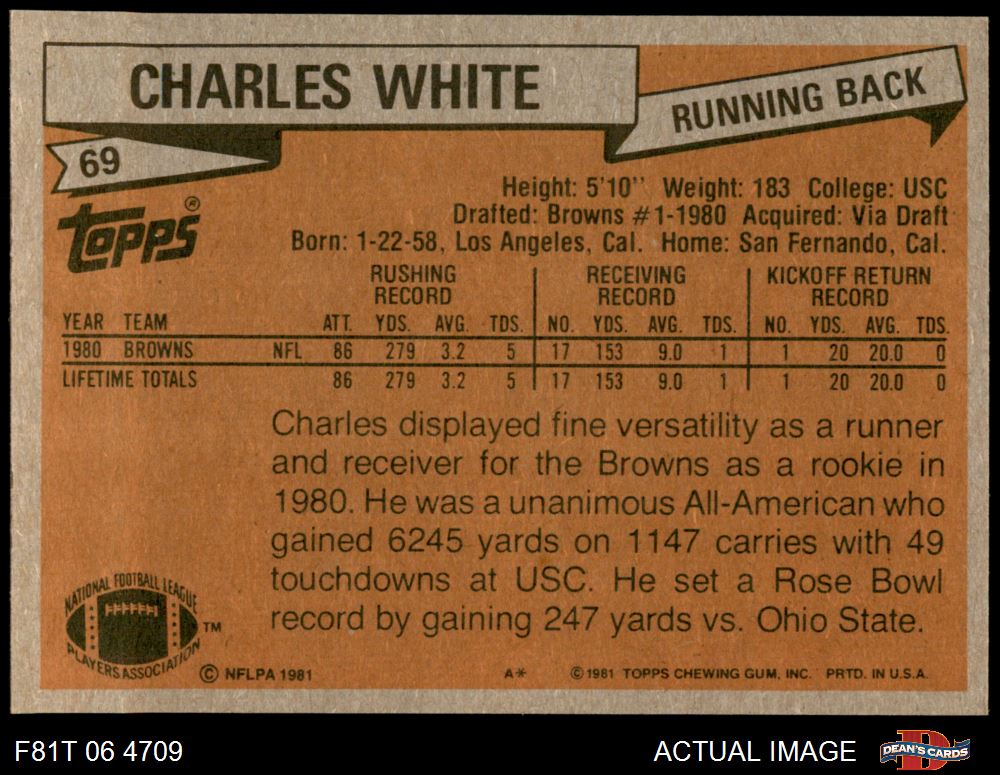 CHARLES WHITE
RUNNING BACK
69
Topps®
Height: 5'10" Weight: 183 College: USC
Drafted: Browns #1-1980 Acquired: Via Draft
Born: 1-22-58, Los Angeles, Cal. Home: San Fernando, Cal.
RUSHING RECORD RECEIVING RECORD KICKOFF RETURN RECORD
YEAR TEAM ATT. YDS. AVG. TDS. NO. YDS. AVG. TDS. NO. YDS. AVG. TDS.
1980 BROWNS NFL 86 279 3.2 5 17 153 9.0 1 1 20 20.0 0
LIFETIME TOTALS 86 279 3.2 5 17 153 9.0 1 1 20 20.0 0
Charles displayed fine versatility as a runner
and receiver for the Browns as a rookie in
1980. He was a unanimous All-American who
gained 6245 yards on 1147 carries with 49
touchdowns at USC. He set a Rose Bowl
record by gaining 247 yards vs. Ohio State.
NATIONAL FOOTBALL LEAGUE
PLAYERS ASSOCIATION
TM
© NFLPA 1981 A* © 1981 TOPPS CHEWING GUM, INC. PRTD. IN U.S.A.
F81T 06 4709 ACTUAL IMAGE D DEAN'S CARDS